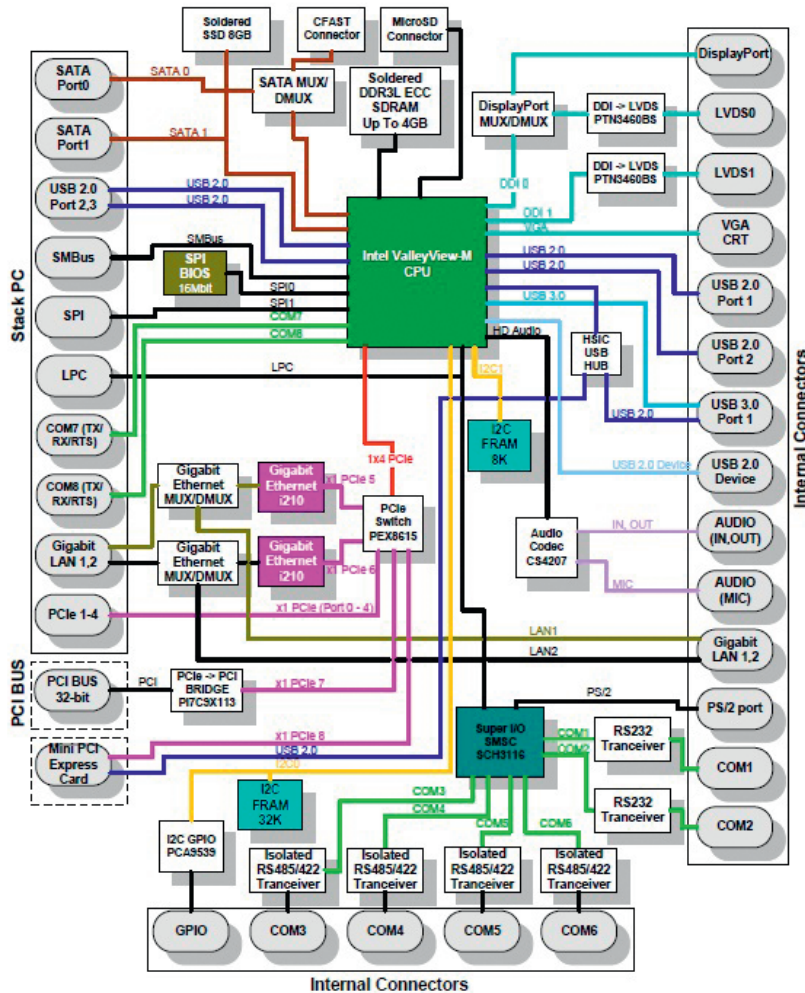 Soldered
SSD 8GB
CFAST
Connector
MicroSD
Connector
SATA
Port0
SATA 0
SATA MUX/
DMUX
Soldered
DDR3L ECC
SDRAM
Up To 4GB
DisplayPort
MUX/DMUX
DisplayPort
DDI -> LVDS
PTN3460BS
LVDS0
SATA
Port1
SATA 1
DDI 0
DDI -> LVDS
PTN3460BS
LVDS1
USB 2.0
Port 2,3
USB 2.0
USB 2.0
DDI 1
VGA
VGA
CRT
Intel ValleyView-M
CPU
SMBus
SMBus
SPI
BIOS
16Mbit
SPI0
SPI1
USB 2.0
USB 2.0
USB 3.0
USB 2.0
Port 1
Stack PC
SPI
COM7
COM8
HD Audio
HSIC
USB
HUB
USB 2.0
Port 2
LPC
LPC
I2C1
USB 2.0
USB 3.0
Port 1
Internal Connectors
COM7 (TX/
RX/RTS)
1x4 PCIe
I2C
FRAM
8K
COM8 (TX/
RX/RTS)
Gigabit
Ethernet
MUX/DMUX
Gigabit
Ethernet
i210
x1 PCIe 5
USB 2.0 Device
USB 2.0
Device
PCIe
Switch
PEX8615
Audio
Codec
CS4207
IN, OUT
AUDIO
(IN,OUT)
Gigabit
LAN 1,2
Gigabit
Ethernet
MUX/DMUX
Gigabit
Ethernet
i210
x1 PCIe 6
MIC
AUDIO
(MIC)
PCIe 1-4
x1 PCIe (Port 0 - 4)
LAN1
LAN2
Gigabit
LAN 1,2
PCI BUS
PCI BUS
32-bit
PCI
PCIe -> PCI
BRIDGE
PI7C9X113
x1 PCIe 7
PS/2
PS/2 port
Mini PCI
Express
Card
x1 PCIe 8
USB 2.0
I2C0
Super I/O
SMSC
SCH3116
COM1
COM2
RS232
Tranceiver
COM1
I2C GPIO
PCA9539
I2C
FRAM
32K
COM3
COM4
COM5
COM6
RS232
Tranceiver
COM2
Isolated
RS485/422
Tranceiver
Isolated
RS485/422
Tranceiver
Isolated
RS485/422
Tranceiver
Isolated
RS485/422
Tranceiver
GPIO
COM3
COM4
COM5
COM6
Internal Connectors